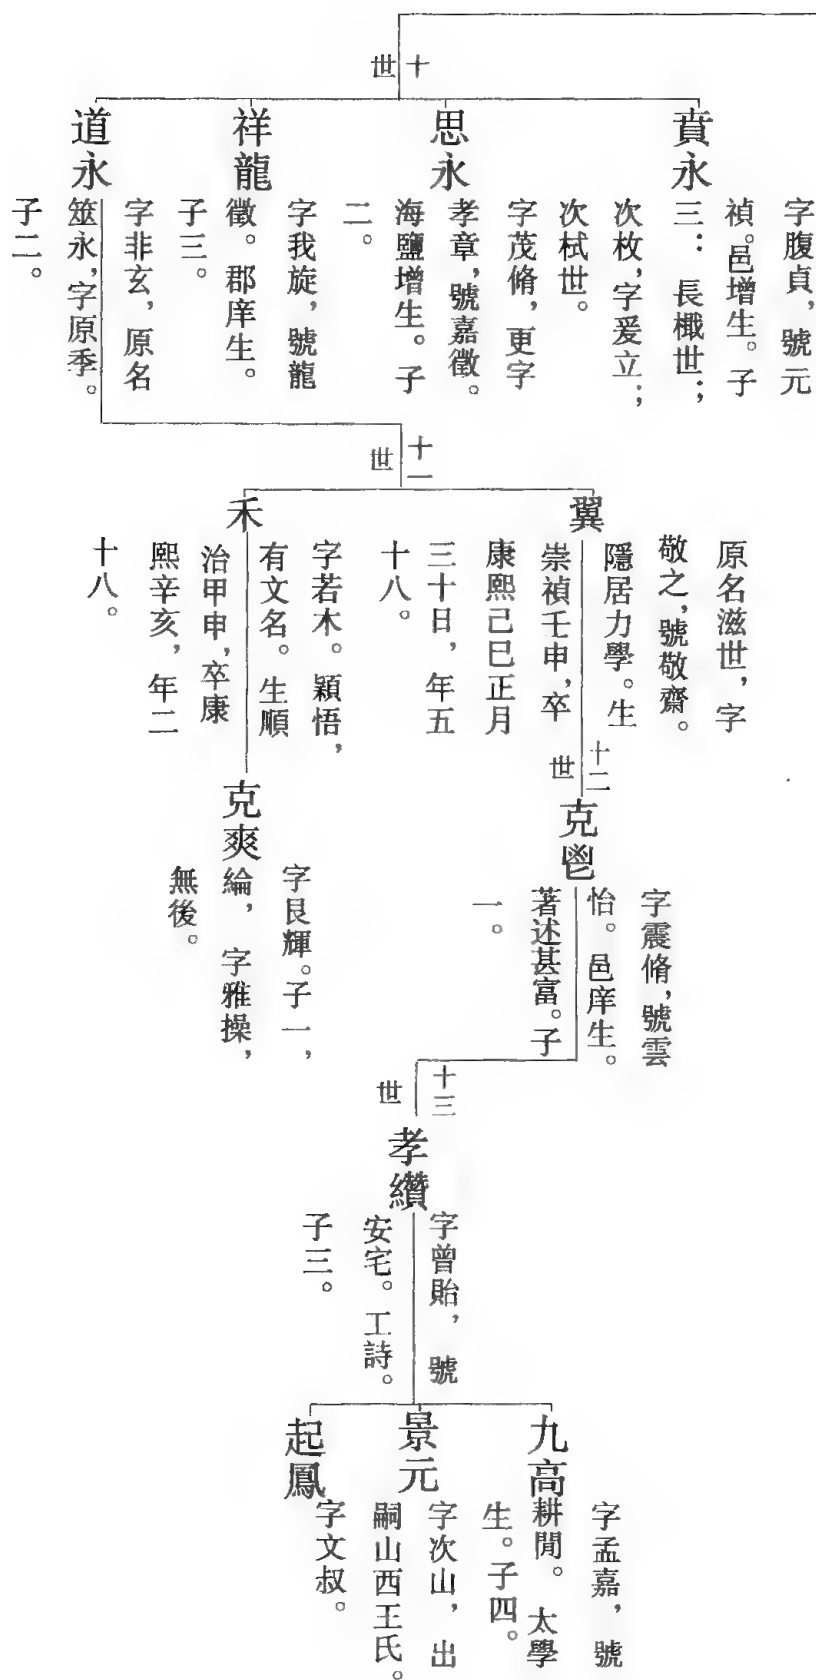 十
世
賁永
字腹貞，號元
禎。邑增生。子
三：長檝世；
次枚，字爰立；
次栻世。
思永
字茂脩，更字
孝章，號嘉徵。
海鹽增生。子
二。
祥龍
字我旋，號龍
徵。郡庠生。
子三。
道永
字非玄，原名
筮永，字原季。
子二。
十一
世
翼
原名滋世，字
敬之，號敬齋。
隱居力學。生
崇禎壬申，卒
康熙己巳正月
三十日，年五
十八。
禾
字若木。穎悟，
有文名。生順
治甲申，卒康
熙辛亥，年二
十八。
十二
世
克鬯
字震脩，號雲
怡。邑庠生。
著述甚富。子
一。
克爽
字艮輝。子一，
綸，字雅操，
無後。
十三
世
孝纘
字曾貽，號
安宅。工詩。
子三。
九高
字孟嘉，號
耕閒。太學
生。子四。
景元
字次山，出
嗣山西王氏。
起鳳
字文叔。